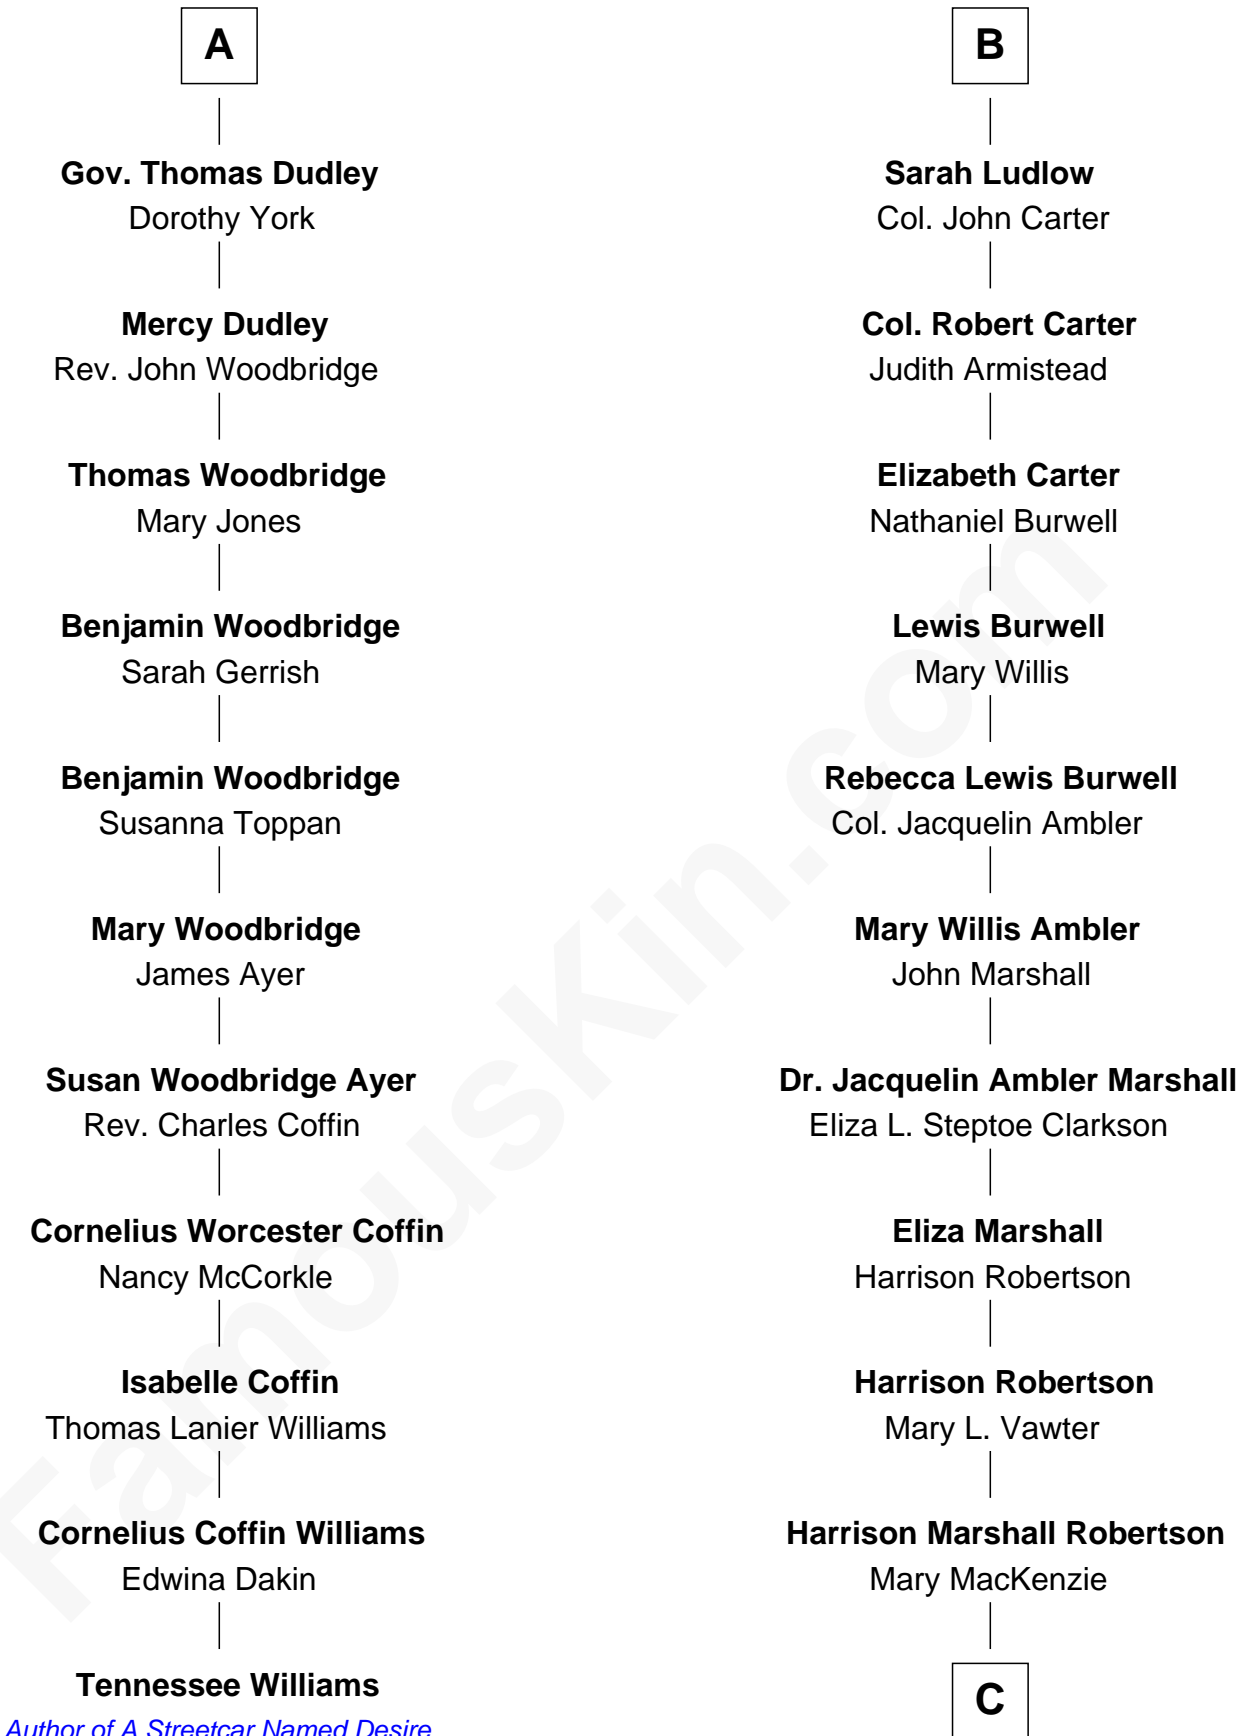 A
Gov. Thomas Dudley
Dorothy York
Mercy Dudley
Rev. John Woodbridge
Thomas Woodbridge
Mary Jones
Benjamin Woodbridge
Sarah Gerrish
Benjamin Woodbridge
Susanna Toppan
Mary Woodbridge
James Ayer
Susan Woodbridge Ayer
Rev. Charles Coffin
Cornelius Worcester Coffin
Nancy McCorkle
Isabelle Coffin
Thomas Lanier Williams
Cornelius Coffin Williams
Edwina Dakin
Tennessee Williams
Author of A Streetcar Named Desire
B
Sarah Ludlow
Col. John Carter
Col. Robert Carter
Judith Armistead
Elizabeth Carter
Nathaniel Burwell
Lewis Burwell
Mary Willis
Rebecca Lewis Burwell
Col. Jacquelin Ambler
Mary Willis Ambler
John Marshall
Dr. Jacquelin Ambler Marshall
Eliza L. Steptoe Clarkson
Eliza Marshall
Harrison Robertson
Harrison Robertson
Mary L. Vawter
Harrison Marshall Robertson
Mary MacKenzie
C
FamousKin.com